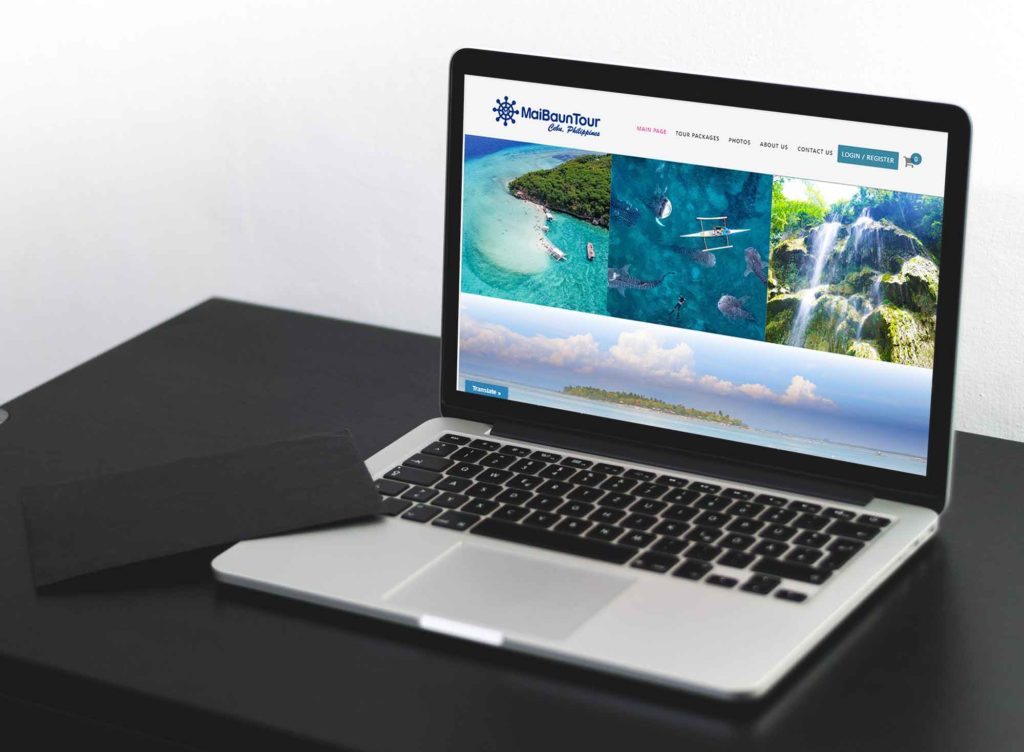 MaiBaunTour
Cebu, Philippines
MAIN PAGE
TOUR PACKAGES
PHOTOS
ABOUT US
CONTACT US
LOGIN / REGISTER
0
Translate »